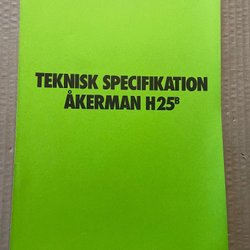 TEKNISK SPECIFIKATION
ÅKERMAN H25ᴮ